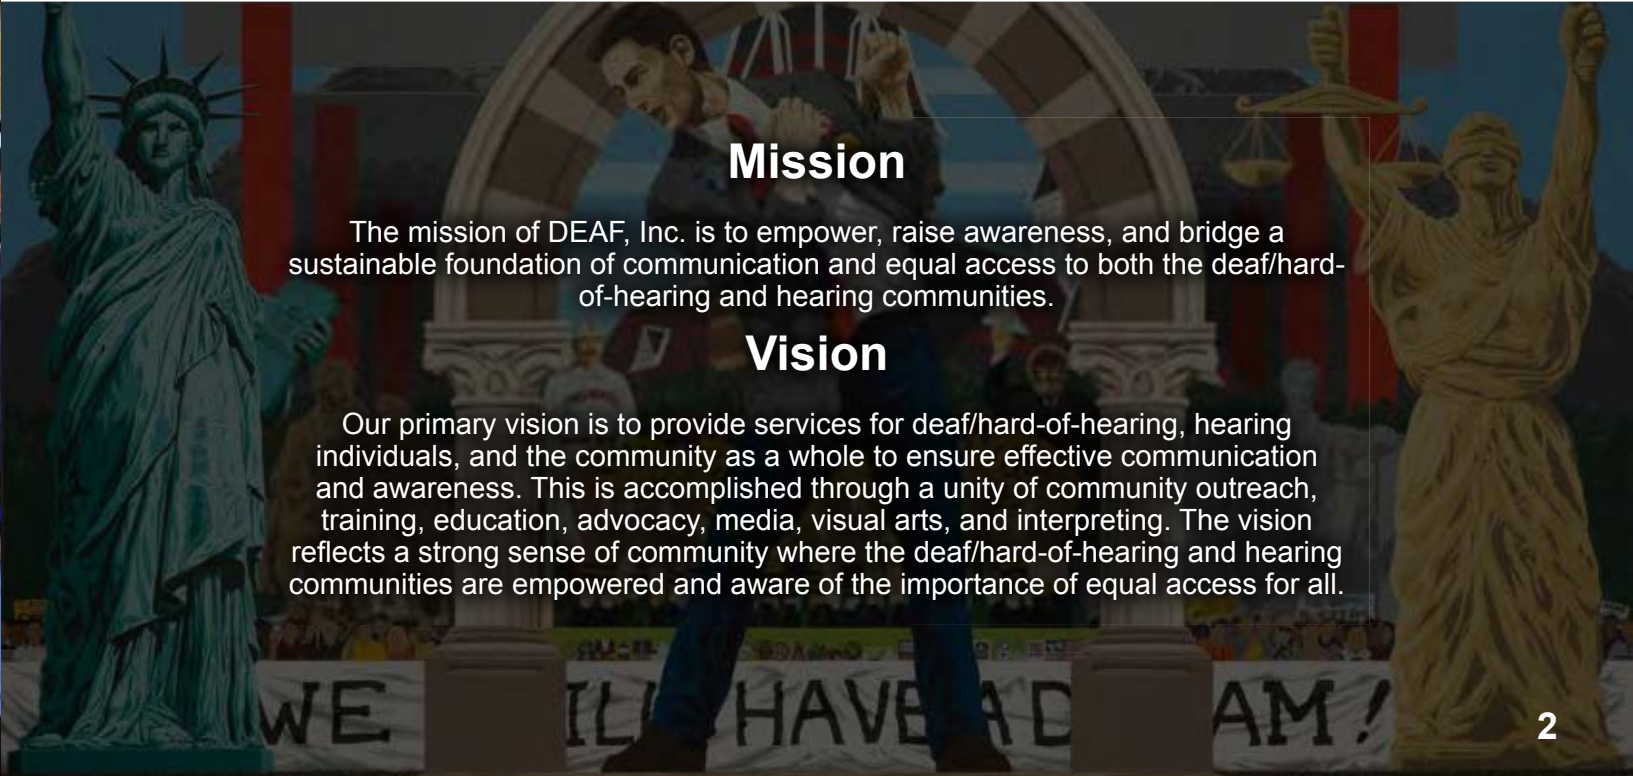 Mission
The mission of DEAF, Inc. is to empower, raise awareness, and bridge a
sustainable foundation of communication and equal access to both the deaf/hard-
of-hearing and hearing communities.
Vision
Our primary vision is to provide services for deaf/hard-of-hearing, hearing
individuals, and the community as a whole to ensure effective communication
and awareness. This is accomplished through a unity of community outreach,
training, education, advocacy, media, visual arts, and interpreting. The vision
reflects a strong sense of community where the deaf/hard-of-hearing and hearing
communities are empowered and aware of the importance of equal access for all.
WE ILL HAVE A D AM!
2